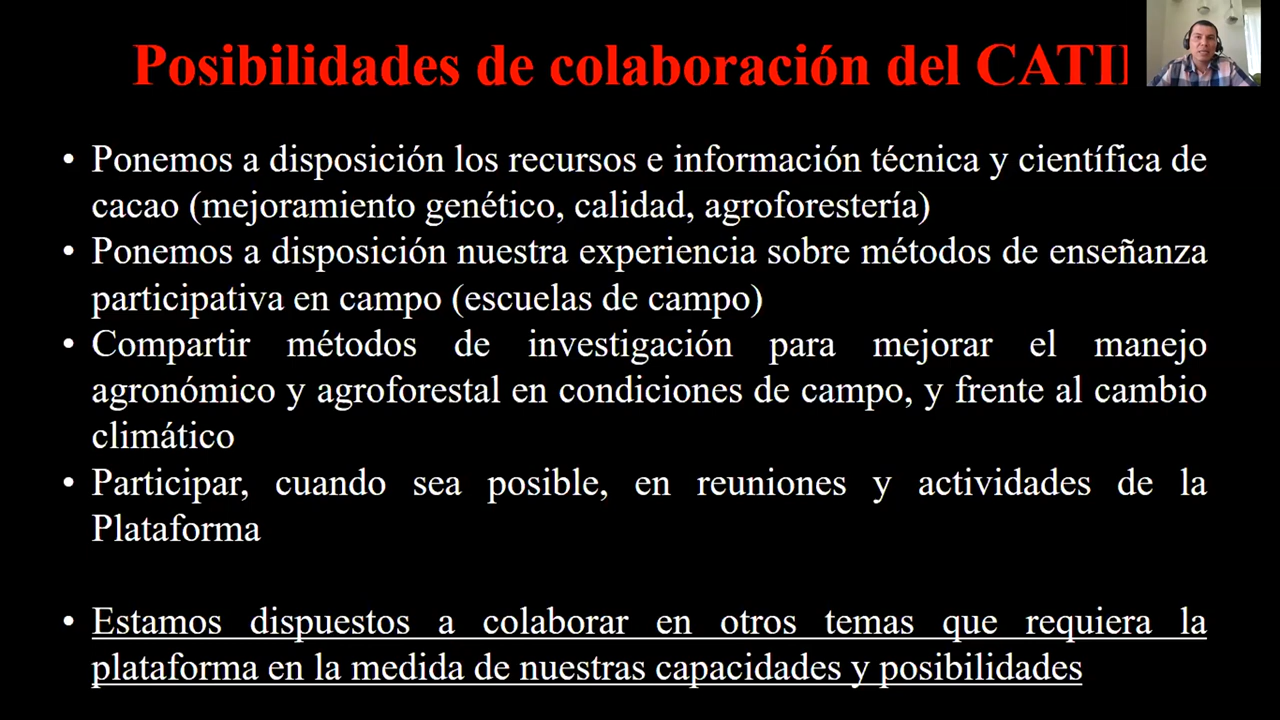 Posibilidades de colaboración del
• Ponemos a disposición los recursos e información técnica y científica de
cacao (mejoramiento genético, calidad, agroforestería)
• Ponemos a disposición nuestra experiencia sobre métodos de enseñanza
participativa en campo (escuelas de campo)
• Compartir métodos de investigación para mejorar el manejo
agronómico y agroforestal en condiciones de campo, y frente al cambio
climático
• Participar, cuando sea posible, en reuniones y actividades de la
Plataforma
• Estamos dispuestos a colaborar en otros temas que requiera la
plataforma en la medida de nuestras capacidades y posibilidades